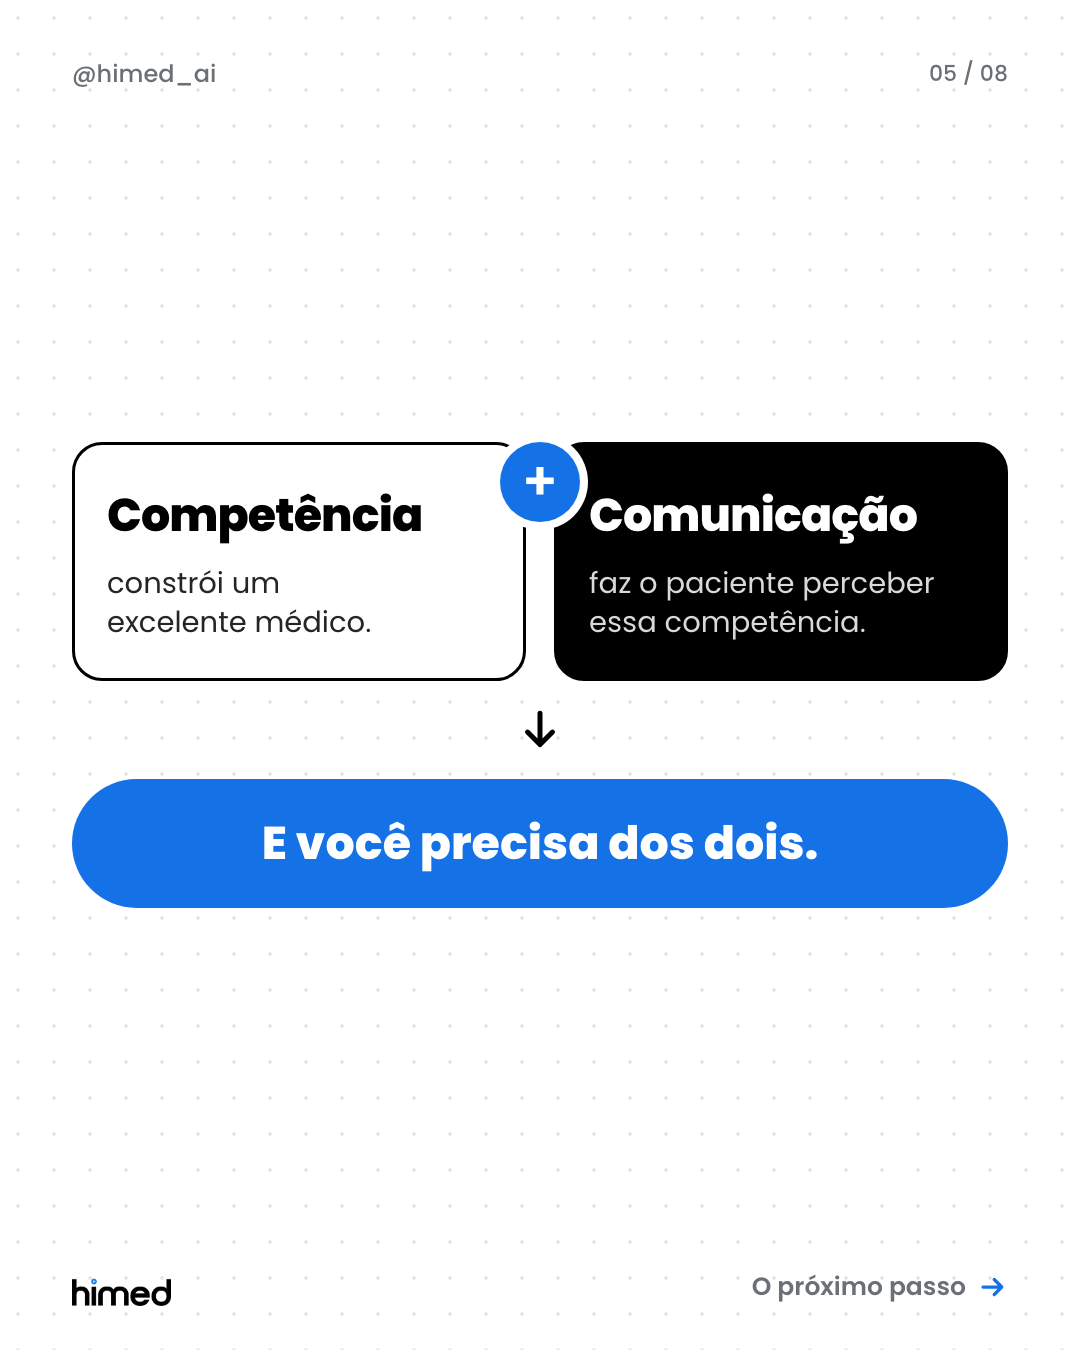 @himed_ai
05 / 08
Competência
constrói um
excelente médico.
+
Comunicação
faz o paciente perceber
essa competência.
E você precisa dos dois.
himed
O próximo passo